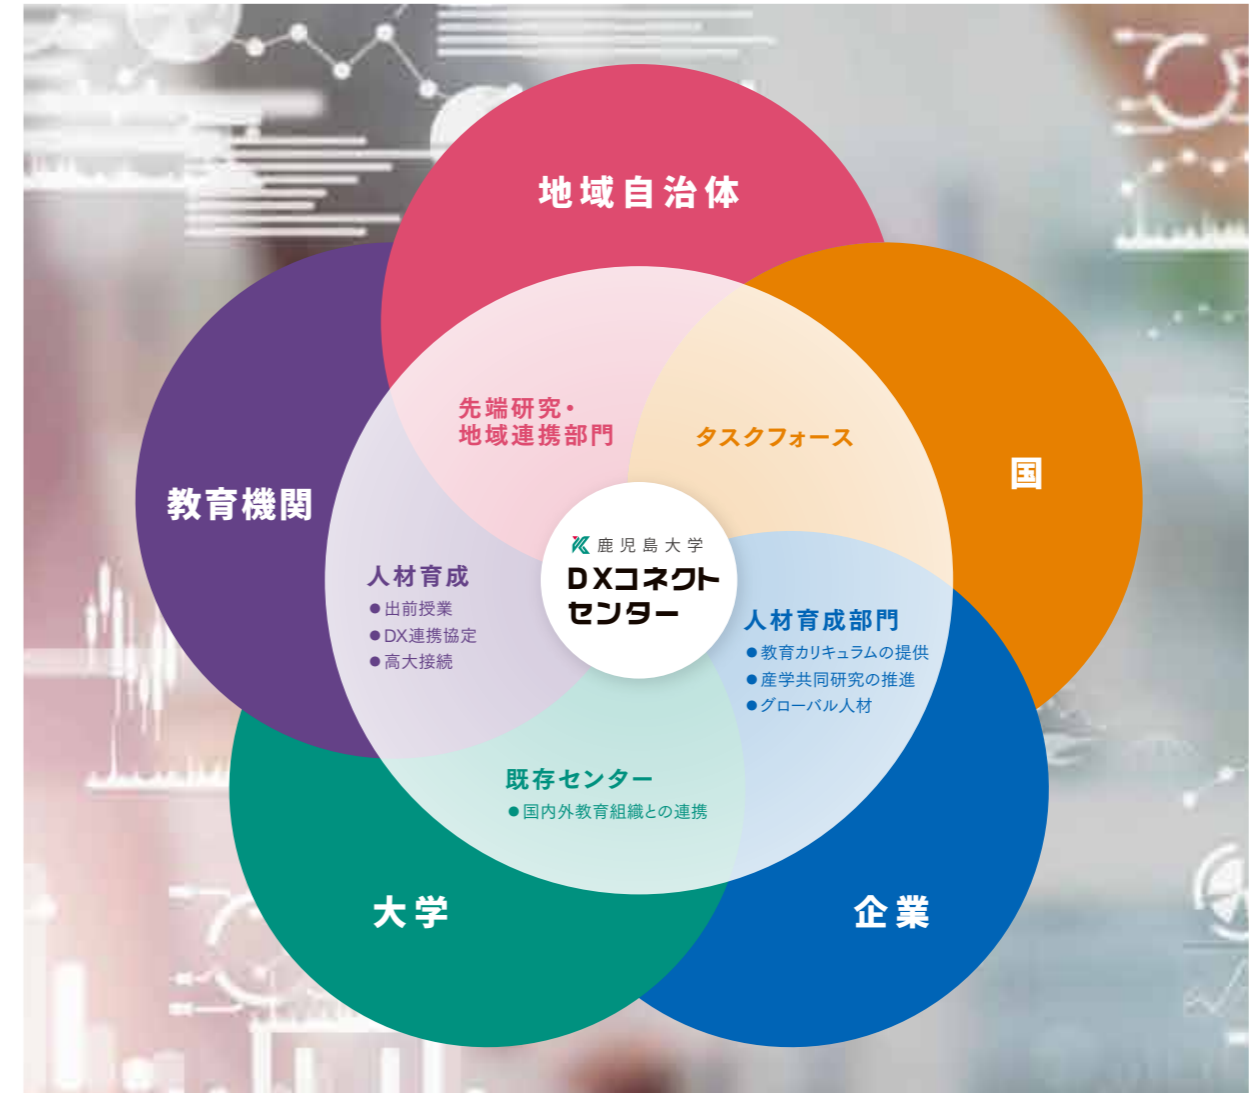 地域自治体
先端研究・
地域連携部門
タスクフォース
国
教育機関
鹿児島大学
DXコネクト
センター
人材育成
●出前授業
●DX連携協定
●高大接続
人材育成部門
●教育カリキュラムの提供
●産学共同研究の推進
●グローバル人材
既存センター
●国内外教育組織との連携
大学
企業